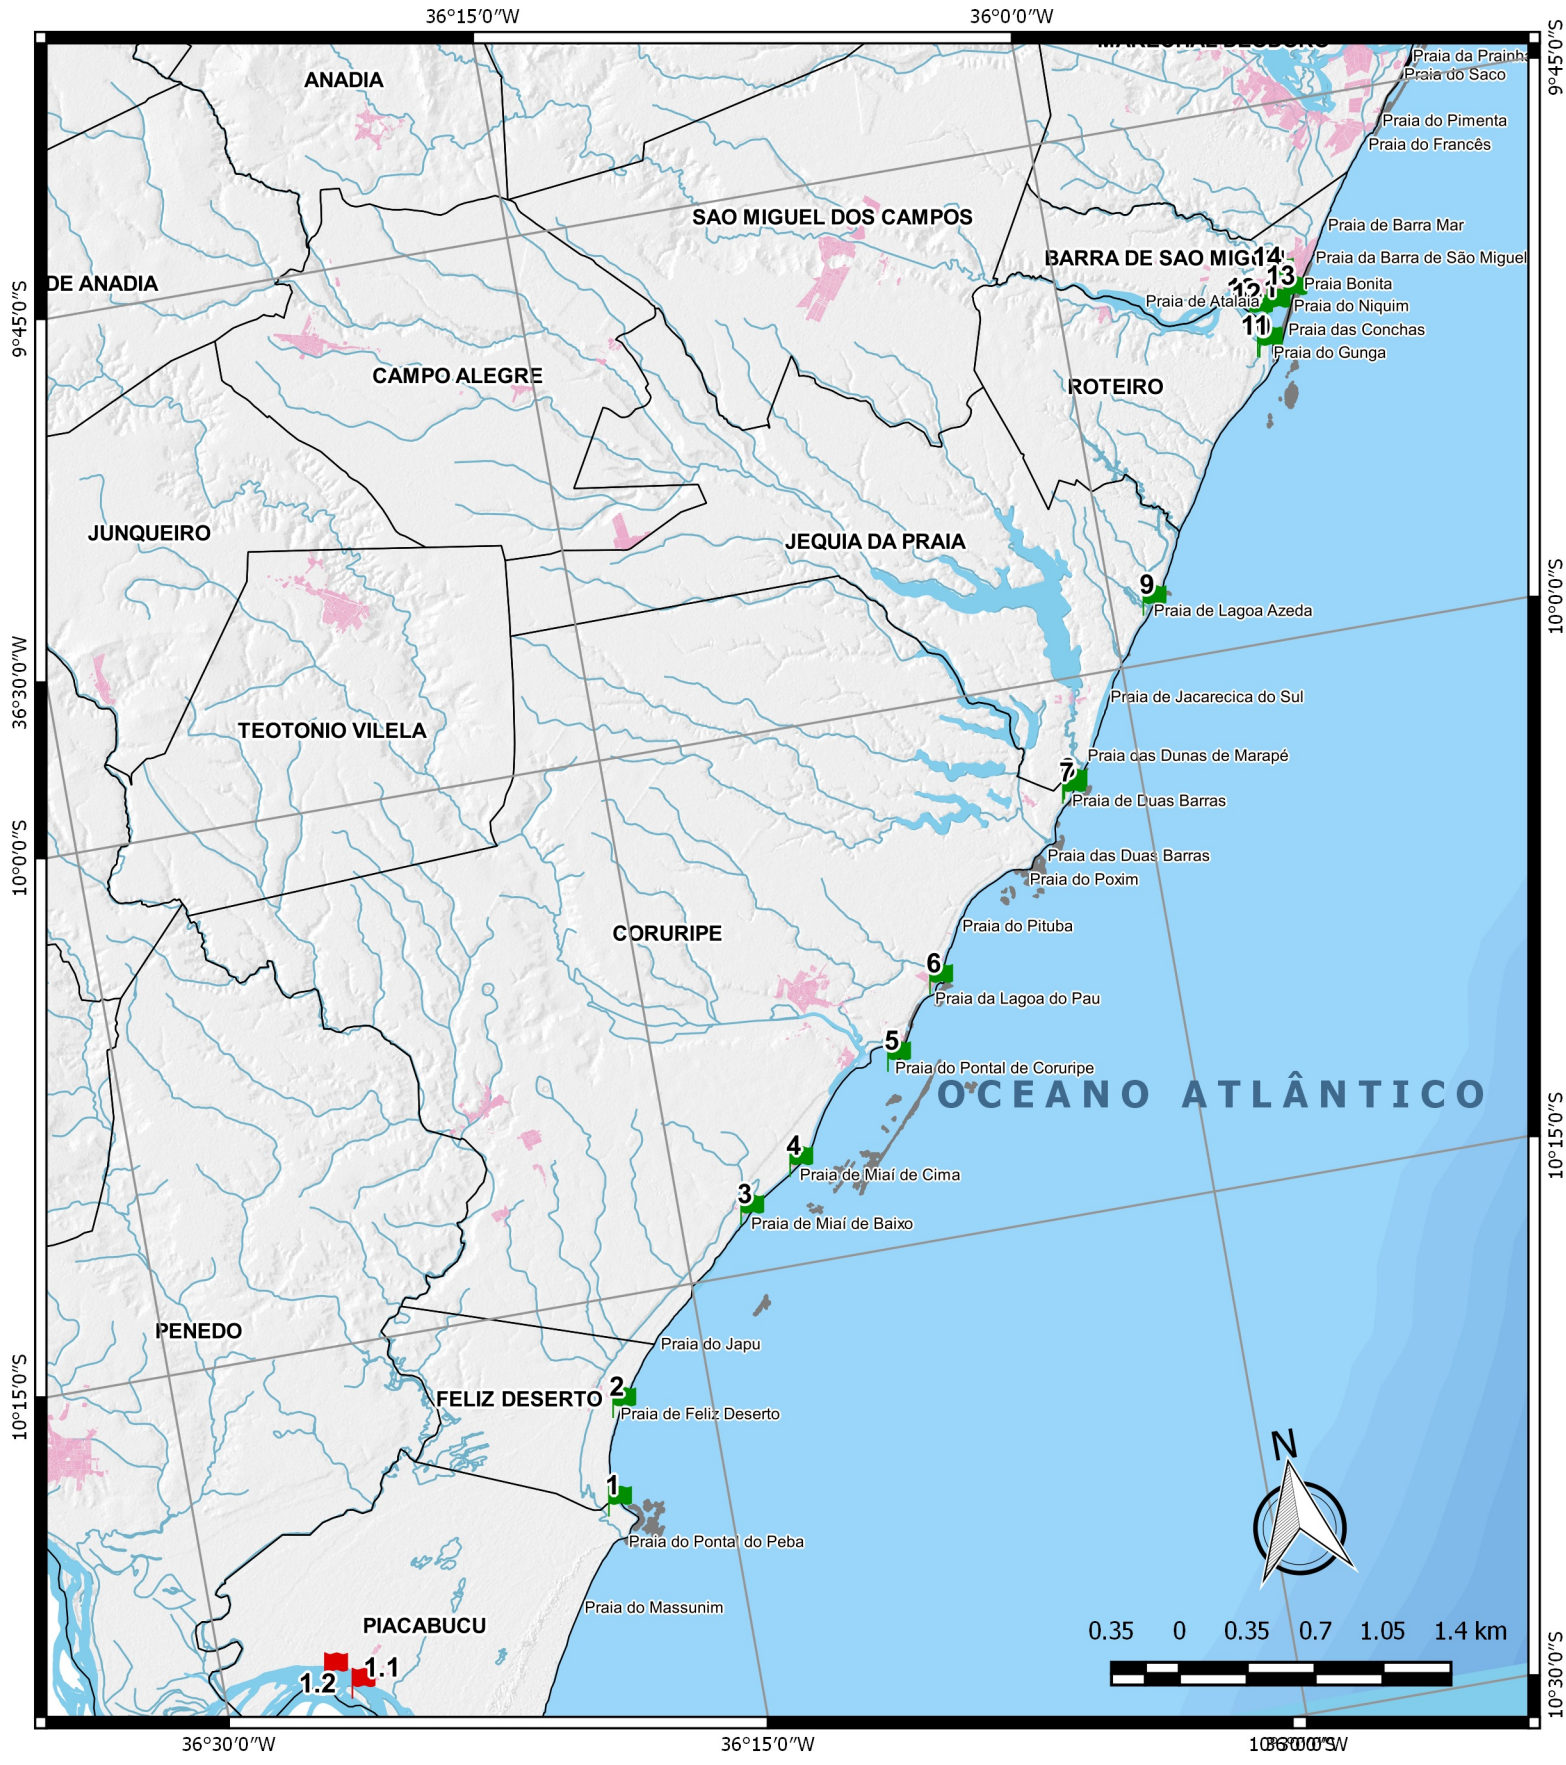 36°15'0''W
36°0'0''W
9°45'0''S
MARECHAL DEODORO
Praia da Prainha
Praia do Saco
ANADIA
Praia do Pimenta
Praia do Francês
SAO MIGUEL DOS CAMPOS
Praia de Barra Mar
BARRA DE SAO MIGUEL
14
Praia da Barra de São Miguel
13
DE ANADIA
Praia Bonita
12
Praia de Atalaia
Praia do Niquim
9°45'0''S
11
Praia das Conchas
Praia do Gunga
CAMPO ALEGRE
ROTEIRO
JUNQUEIRO
JEQUIA DA PRAIA
9
10°0'0''S
Praia de Lagoa Azeda
36°30'0''W
Praia de Jacarecica do Sul
TEOTONIO VILELA
Praia das Dunas de Marapé
7
Praia de Duas Barras
10°0'0''S
Praia das Duas Barras
Praia do Poxim
CORURIPE
Praia do Pituba
6
Praia da Lagoa do Pau
5
Praia do Pontal de Coruripe
OCEANO ATLÂNTICO
10°15'0''S
4
Praia de Miaí de Cima
3
Praia de Miaí de Baixo
PENEDO
Praia do Japu
10°15'0''S
FELIZ DESERTO
2
Praia de Feliz Deserto
N
1
Praia do Pontal do Peba
Praia do Massunim
PIACABUCU
0.35 0 0.35 0.7 1.05 1.4 km
1.1
1.2
10°30'0''S
36°30'0''W
36°15'0''W